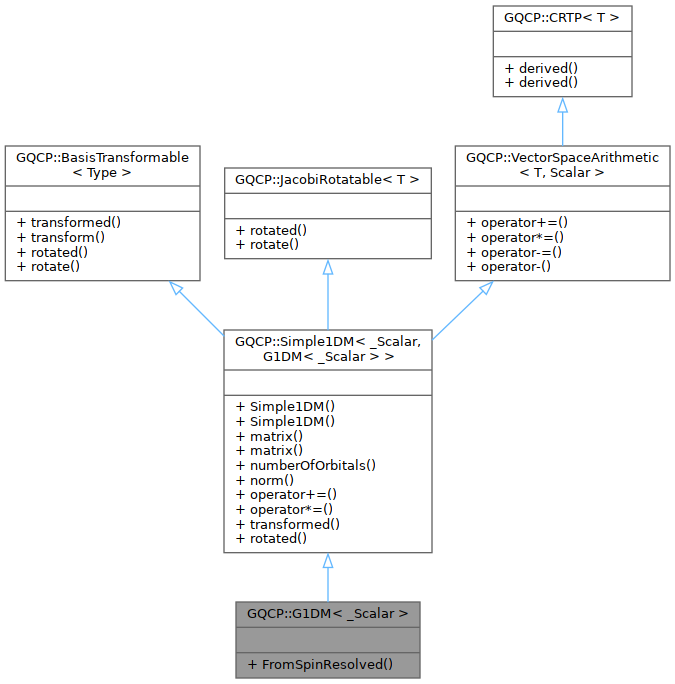 GQCP::CRTP< T >
+ derived()
+ derived()
GQCP::BasisTransformable
< Type >
+ transformed()
+ transform()
+ rotated()
+ rotate()
GQCP::JacobiRotatable< T >
+ rotated()
+ rotate()
GQCP::VectorSpaceArithmetic
< T, Scalar >
+ operator+=()
+ operator*=()
+ operator-=()
+ operator-()
GQCP::Simple1DM< _Scalar,
G1DM< _Scalar > >
+ Simple1DM()
+ Simple1DM()
+ matrix()
+ matrix()
+ numberOfOrbitals()
+ norm()
+ operator+=()
+ operator*=()
+ transformed()
+ rotated()
GQCP::G1DM< _Scalar >
+ FromSpinResolved()